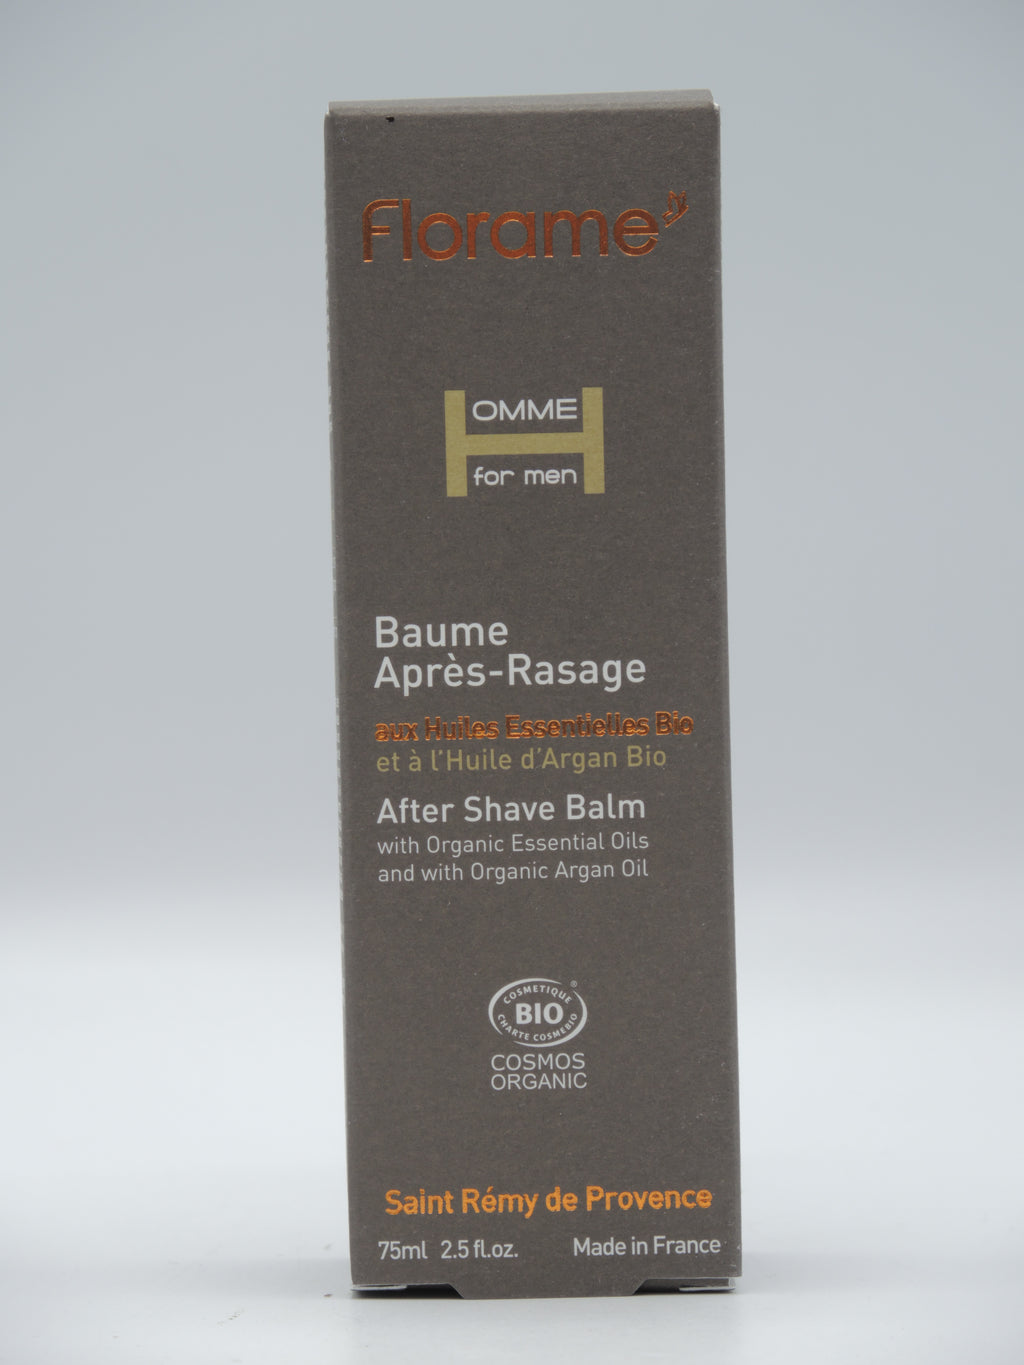 Florame
HOMME
for men
Baume
Après-Rasage
aux Huiles Essentielles Bio
et à l'Huile d'Argan Bio
After Shave Balm
with Organic Essential Oils
and with Organic Argan Oil
COSMETIQUE ®
BIO
CHARTE COSMEBIO
COSMOS
ORGANIC
Saint Rémy de Provence
75ml 2.5 fl.oz. Made in France